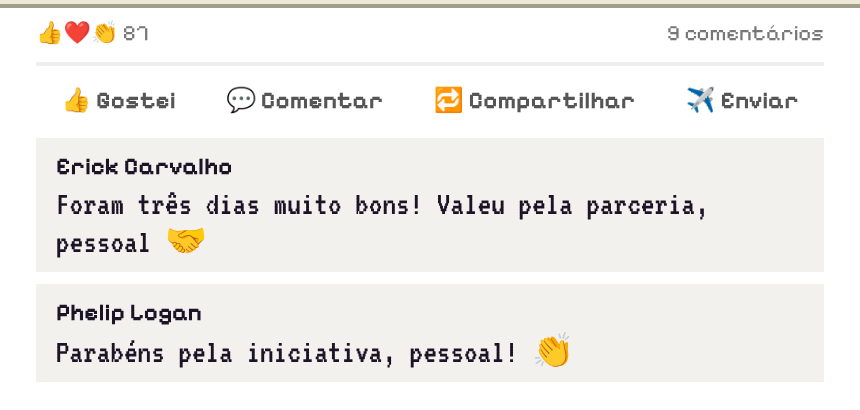 👍❤️👏 87
9 comentários
👍 Gostei 💬 Comentar 🔁 Compartilhar ✈️ Enviar
Erick Carvalho
Foram três dias muito bons! Valeu pela parceria,
pessoal 🤝
Phelip Logan
Parabéns pela iniciativa, pessoal! 👏